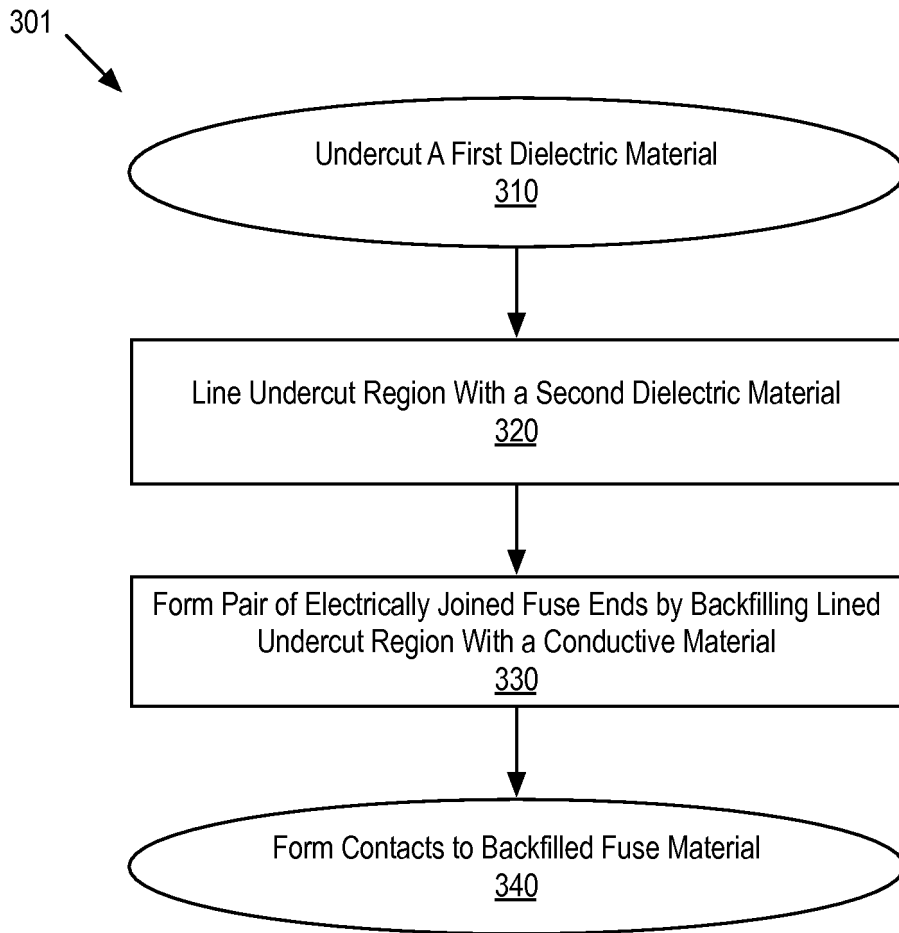 301
Undercut A First Dielectric Material
310
Line Undercut Region With a Second Dielectric Material
320
Form Pair of Electrically Joined Fuse Ends by Backfilling Lined
Undercut Region With a Conductive Material
330
Form Contacts to Backfilled Fuse Material
340